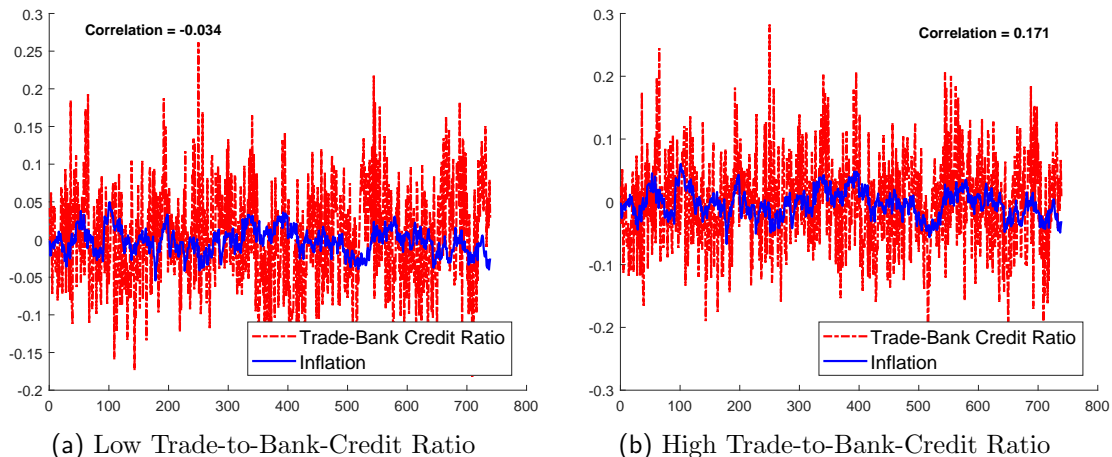 Correlation = -0.034
0.3
0.25
0.2
0.15
0.1
0.05
0
-0.05
-0.1
-0.15
-0.2
0 100 200 300 400 500 600 700 800
Trade-Bank Credit Ratio
Inflation
(a) Low Trade-to-Bank-Credit Ratio
Correlation = 0.171
0.3
0.2
0.1
0
-0.1
-0.2
-0.3
0 100 200 300 400 500 600 700 800
Trade-Bank Credit Ratio
Inflation
(b) High Trade-to-Bank-Credit Ratio